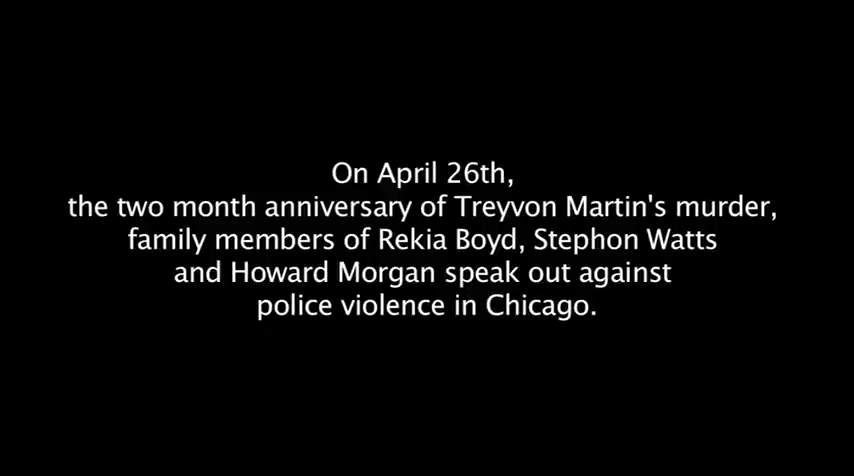 On April 26th,
the two month anniversary of Treyvon Martin's murder,
family members of Rekia Boyd, Stephon Watts
and Howard Morgan speak out against
police violence in Chicago.